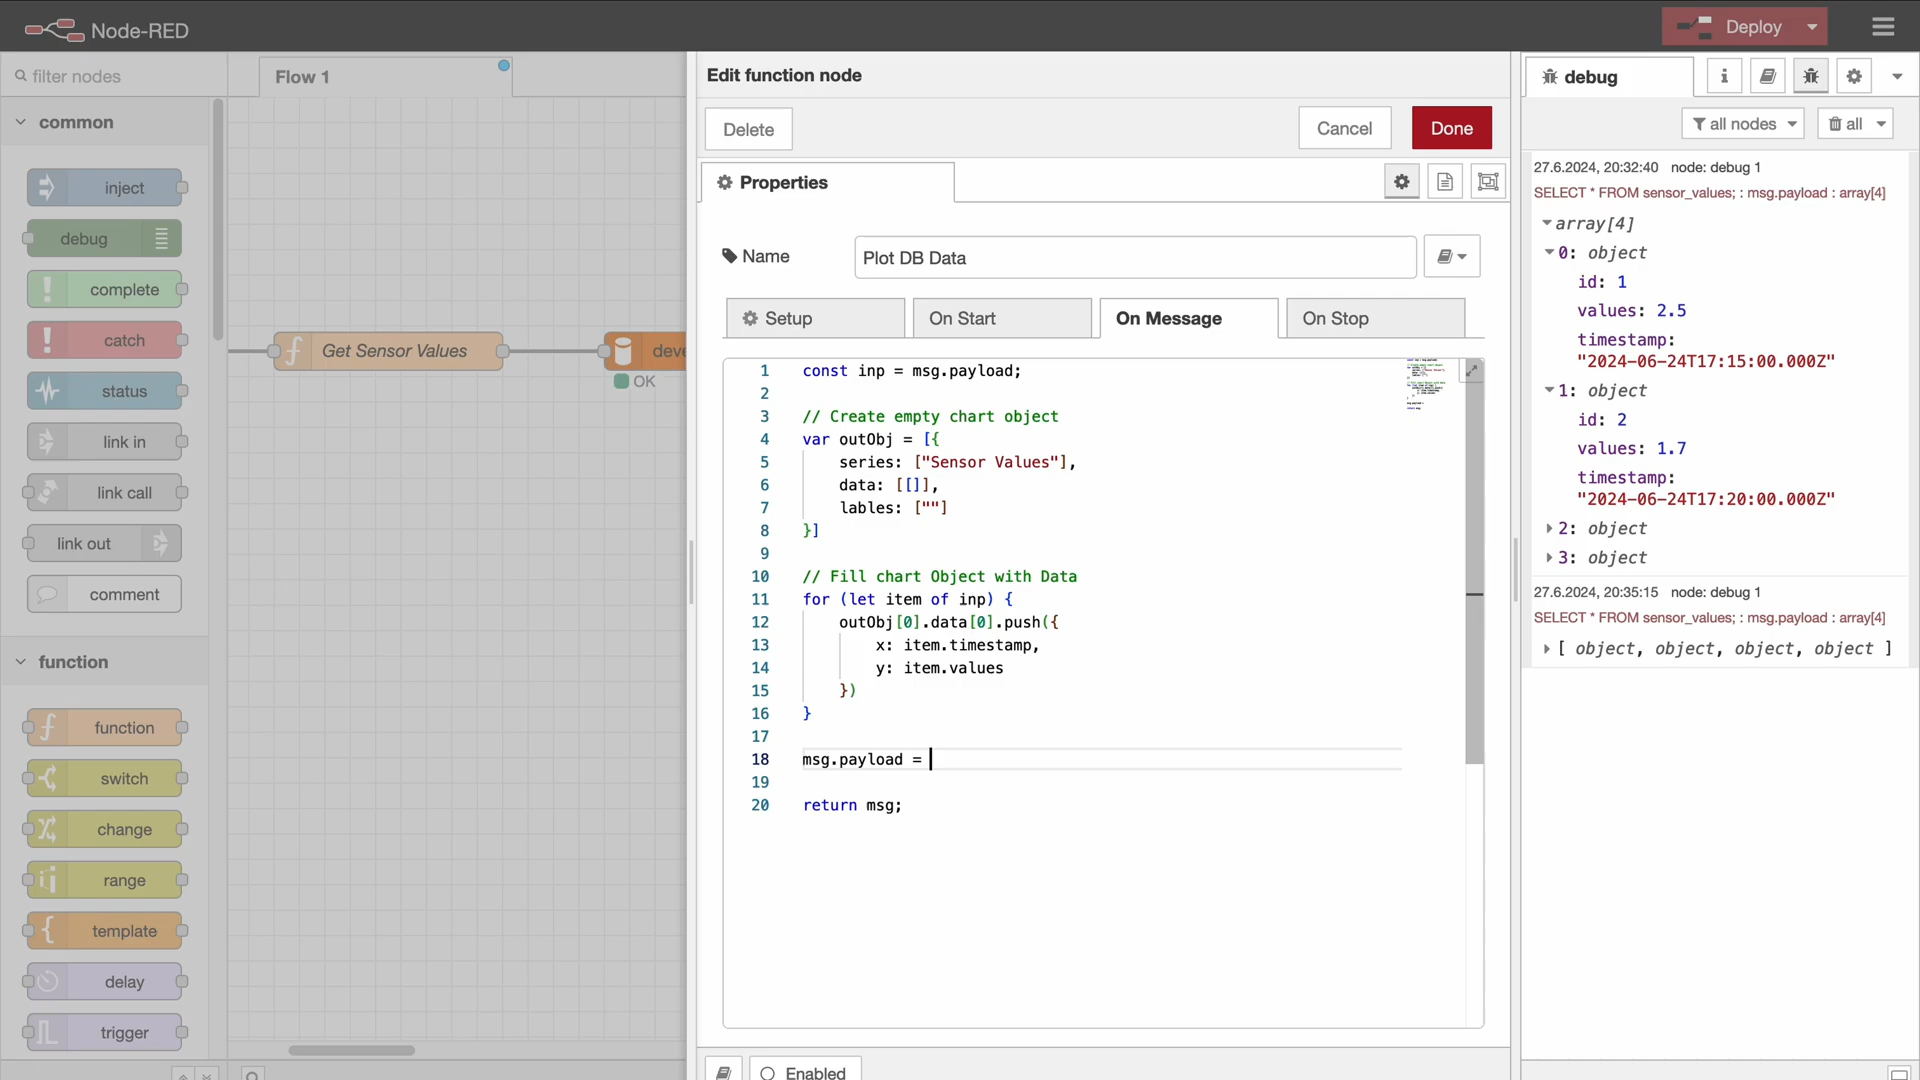 Node-RED
Deploy
filter nodes
common
inject
debug
complete
catch
status
link in
link call
link out
comment
function
function
switch
change
range
template
delay
trigger
Flow 1
Get Sensor Values
deve
OK
Edit function node
Delete
Cancel
Done
Properties
Name
Plot DB Data
Setup
On Start
On Message
On Stop
1 const inp = msg.payload;
2
3 // Create empty chart object
4 var outObj = [{
5 series: ["Sensor Values"],
6 data: [[]],
7 lables: [""]
8 }]
9
10 // Fill chart Object with Data
11 for (let item of inp) {
12 outObj[0].data[0].push({
13 x: item.timestamp,
14 y: item.values
15 })
16 }
17
18 msg.payload =
19
20 return msg;
Enabled
debug
all nodes
all
27.6.2024, 20:32:40 node: debug 1
SELECT * FROM sensor_values; : msg.payload : array[4]
array[4]
0: object
id: 1
values: 2.5
timestamp:
"2024-06-24T17:15:00.000Z"
1: object
id: 2
values: 1.7
timestamp:
"2024-06-24T17:20:00.000Z"
2: object
3: object
27.6.2024, 20:35:15 node: debug 1
SELECT * FROM sensor_values; : msg.payload : array[4]
[ object, object, object, object ]